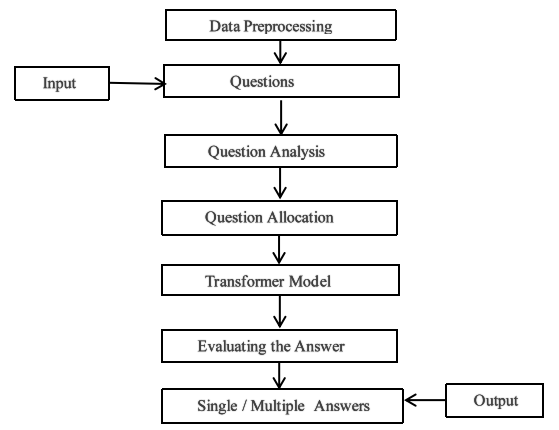 Data Preprocessing
Input
Questions
Question Analysis
Question Allocation
Transformer Model
Evaluating the Answer
Single / Multiple Answers
Output